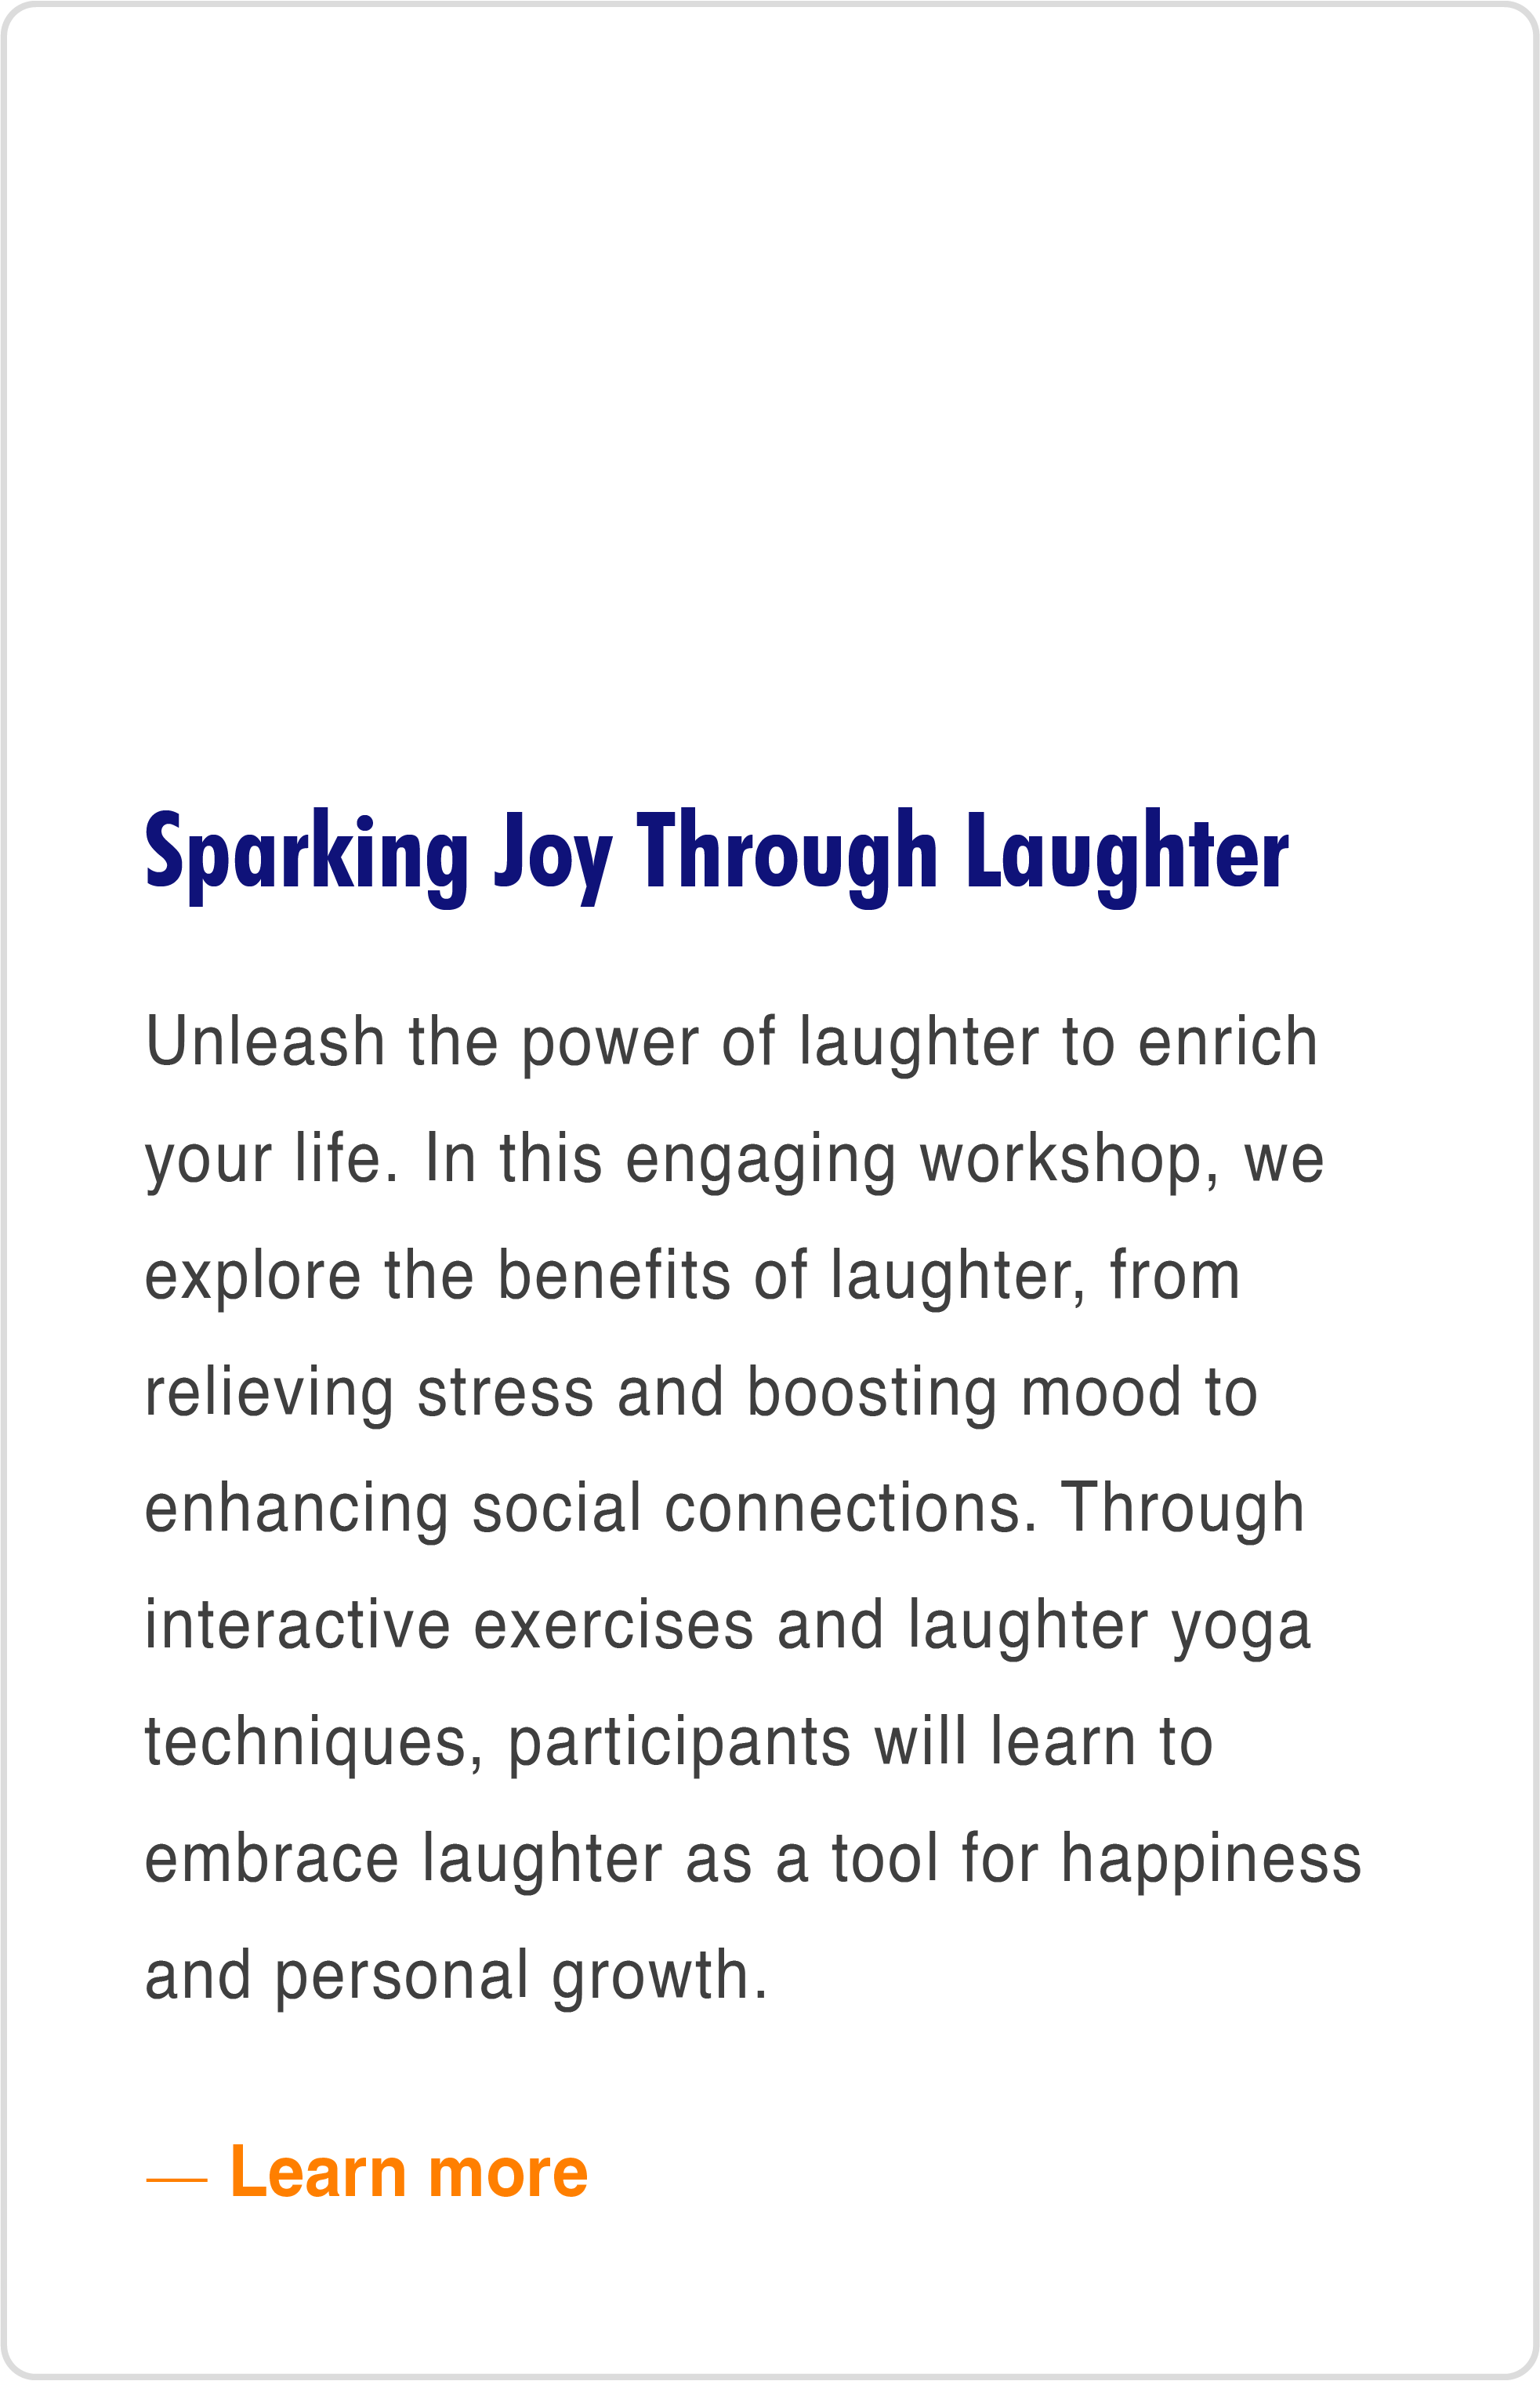 Sparking Joy Through Laughter
Unleash the power of laughter to enrich
your life. In this engaging workshop, we
explore the benefits of laughter, from
relieving stress and boosting mood to
enhancing social connections. Through
interactive exercises and laughter yoga
techniques, participants will learn to
embrace laughter as a tool for happiness
and personal growth.
— Learn more